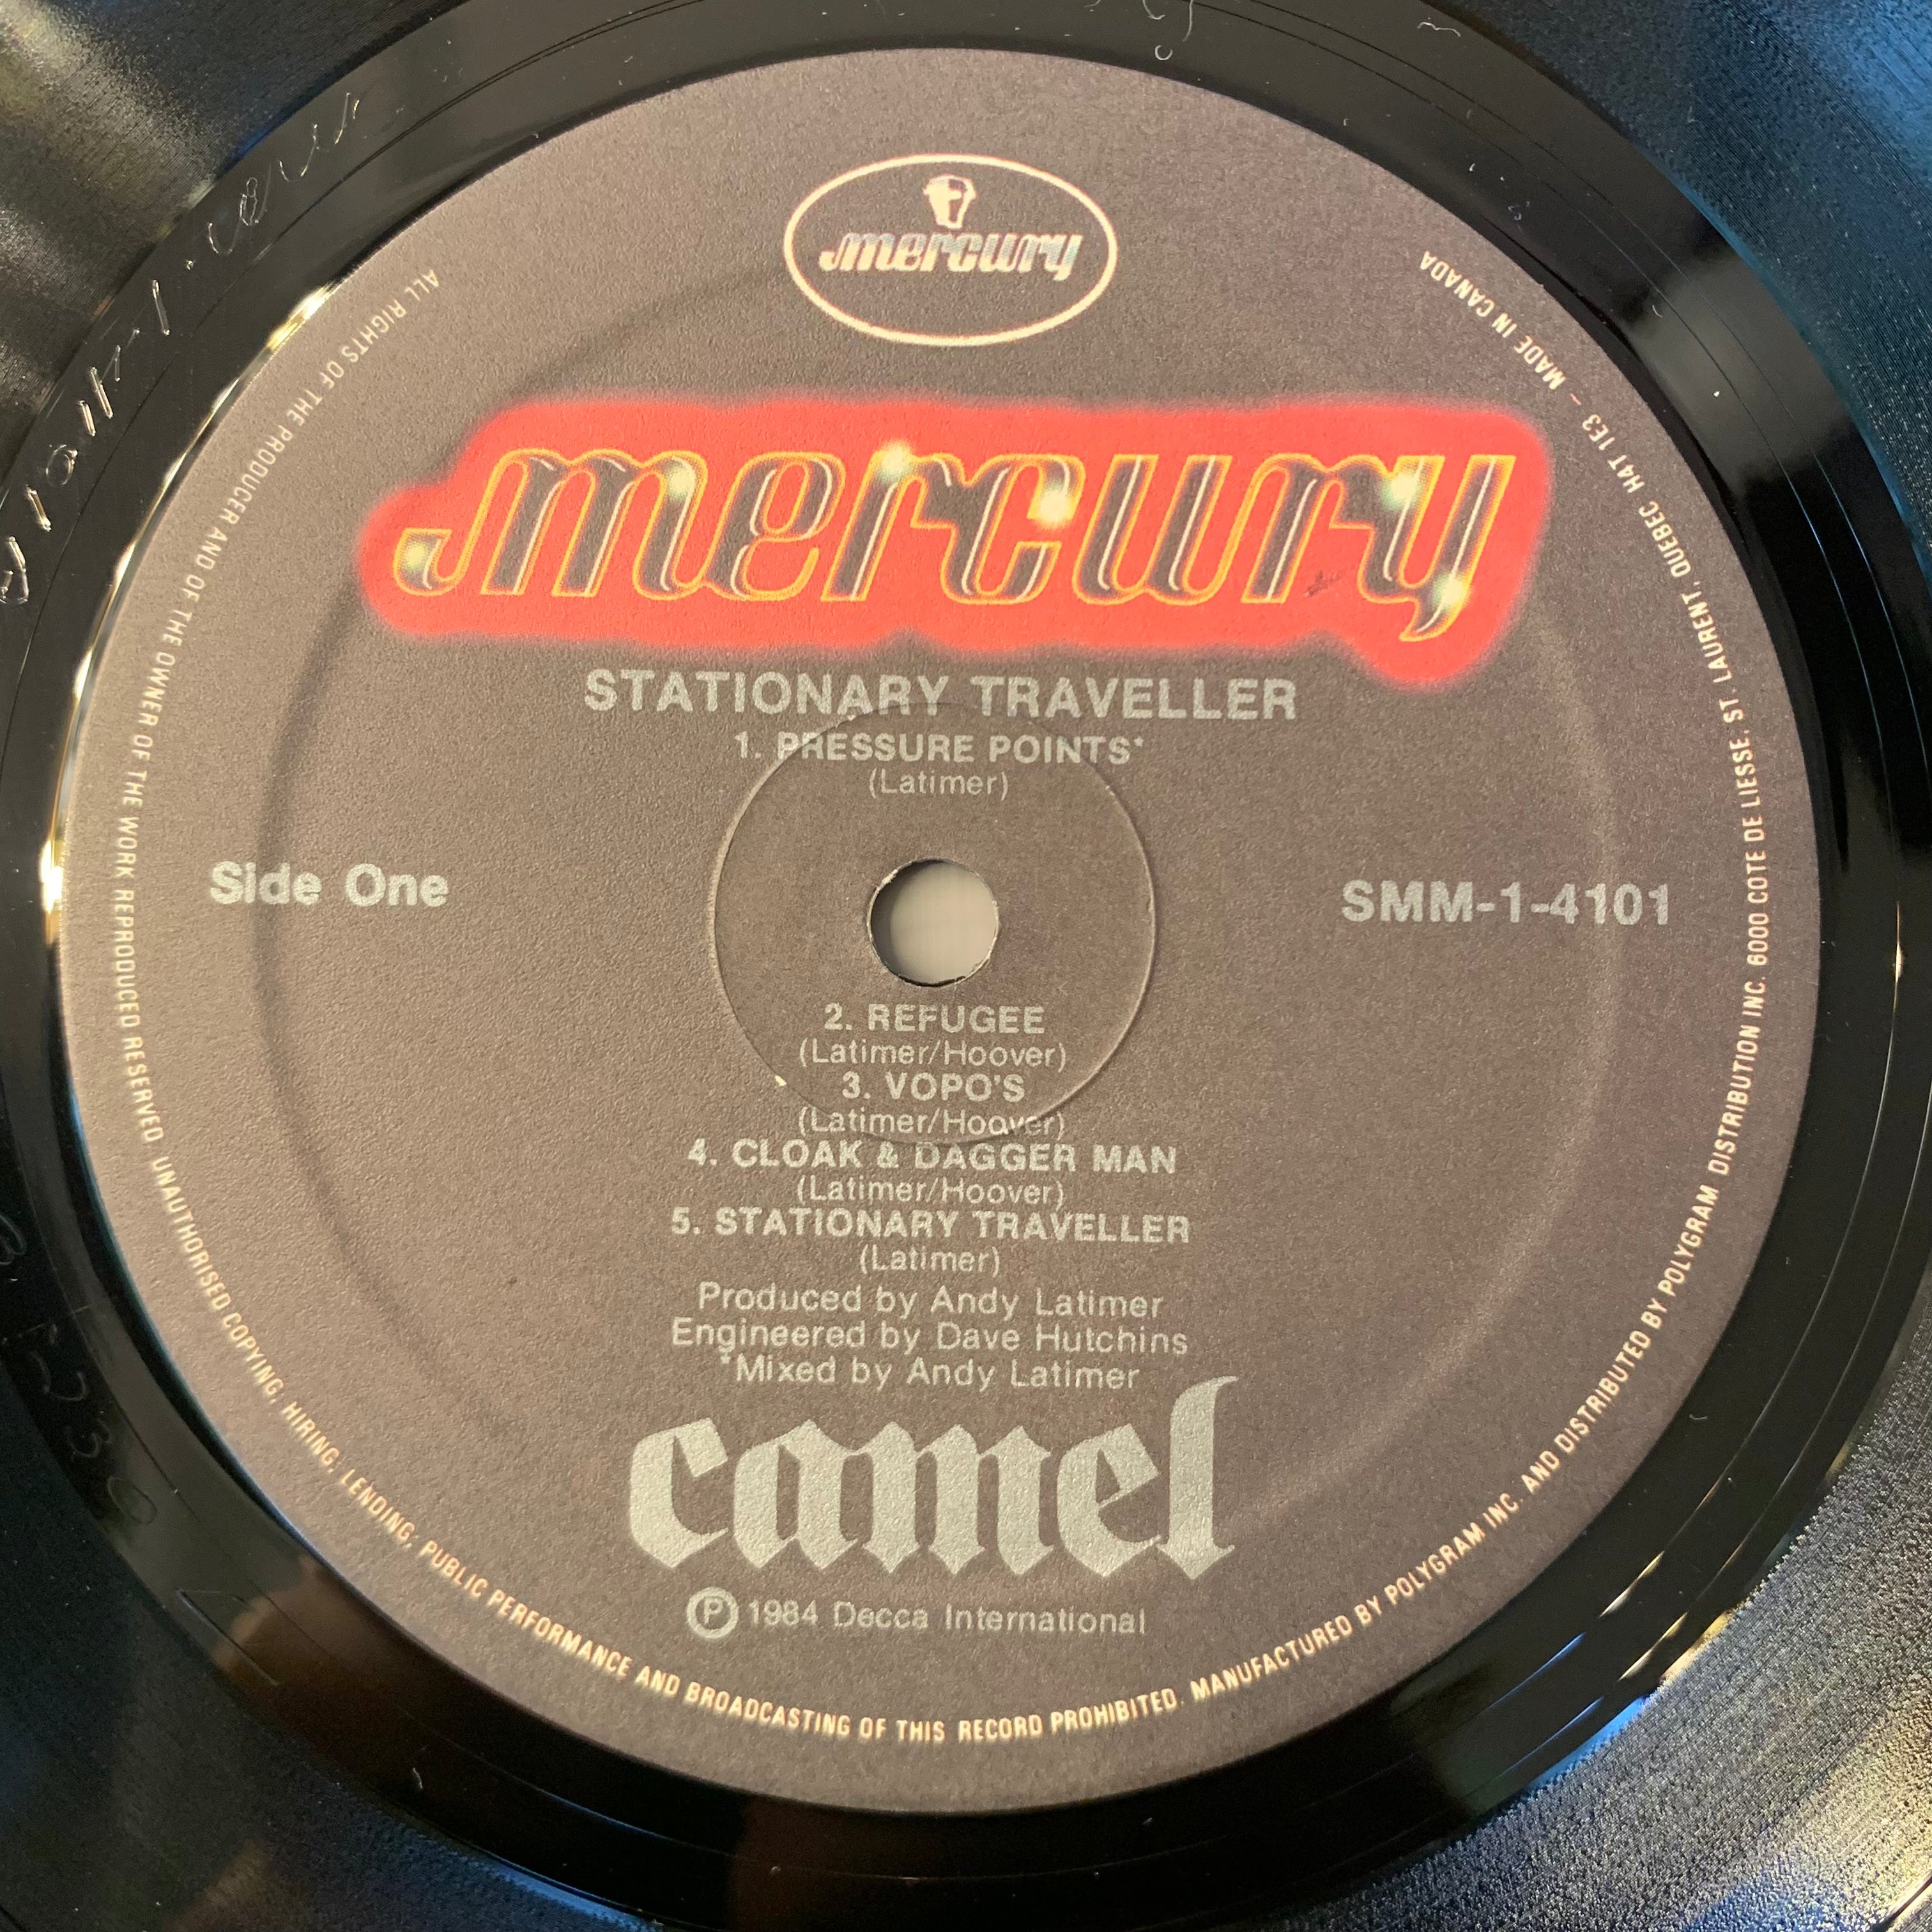 mercury
mercury
STATIONARY TRAVELLER
1. PRESSURE POINTS*
(Latimer)
Side One
SMM-1-4101
2. REFUGEE
(Latimer/Hoover)
3. VOPO'S
(Latimer/Hoover)
4. CLOAK & DAGGER MAN
(Latimer/Hoover)
5. STATIONARY TRAVELLER
(Latimer)
Produced by Andy Latimer
Engineered by Dave Hutchins
*Mixed by Andy Latimer
camel
Ⓟ 1984 Decca International
ALL RIGHTS OF THE PRODUCER AND OF THE OWNER OF THE WORK REPRODUCED RESERVED UNAUTHORISED COPYING, HIRING, LENDING, PUBLIC PERFORMANCE AND BROADCASTING OF THIS RECORD PROHIBITED. MANUFACTURED BY POLYGRAM INC. AND DISTRIBUTED BY POLYGRAM DISTRIBUTION INC. 6000 COTE DE LIESSE, ST. LAURENT, QUEBEC H4T 1E3 – MADE IN CANADA